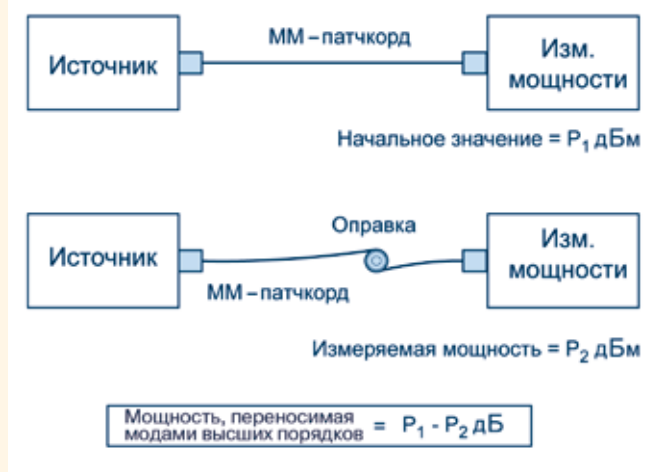 ММ–патчкорд
Источник
Изм.
мощности
Начальное значение = P₁ дБм
Оправка
Источник
Изм.
мощности
ММ–патчкорд
Измеряемая мощность = P₂ дБм
Мощность, переносимая
модами высших порядков = P₁ - P₂ дБ